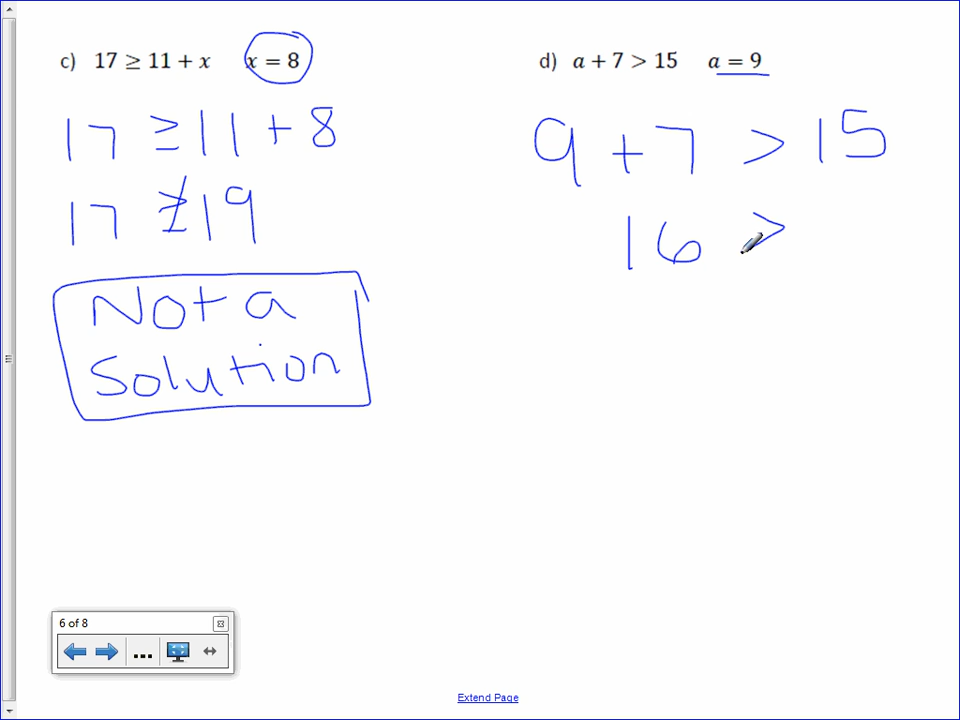 c) 17 ≥ 11 + x x = 8
17 ≥ 11 + 8
17 ≱ 19
Not a
Solution
d) a + 7 > 15 a = 9
9 + 7 > 15
16 >
6 of 8
...
Extend Page